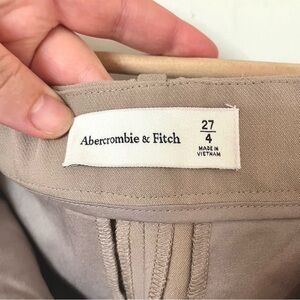 Abercrombie & Fitch
27
4
MADE IN
VIETNAM